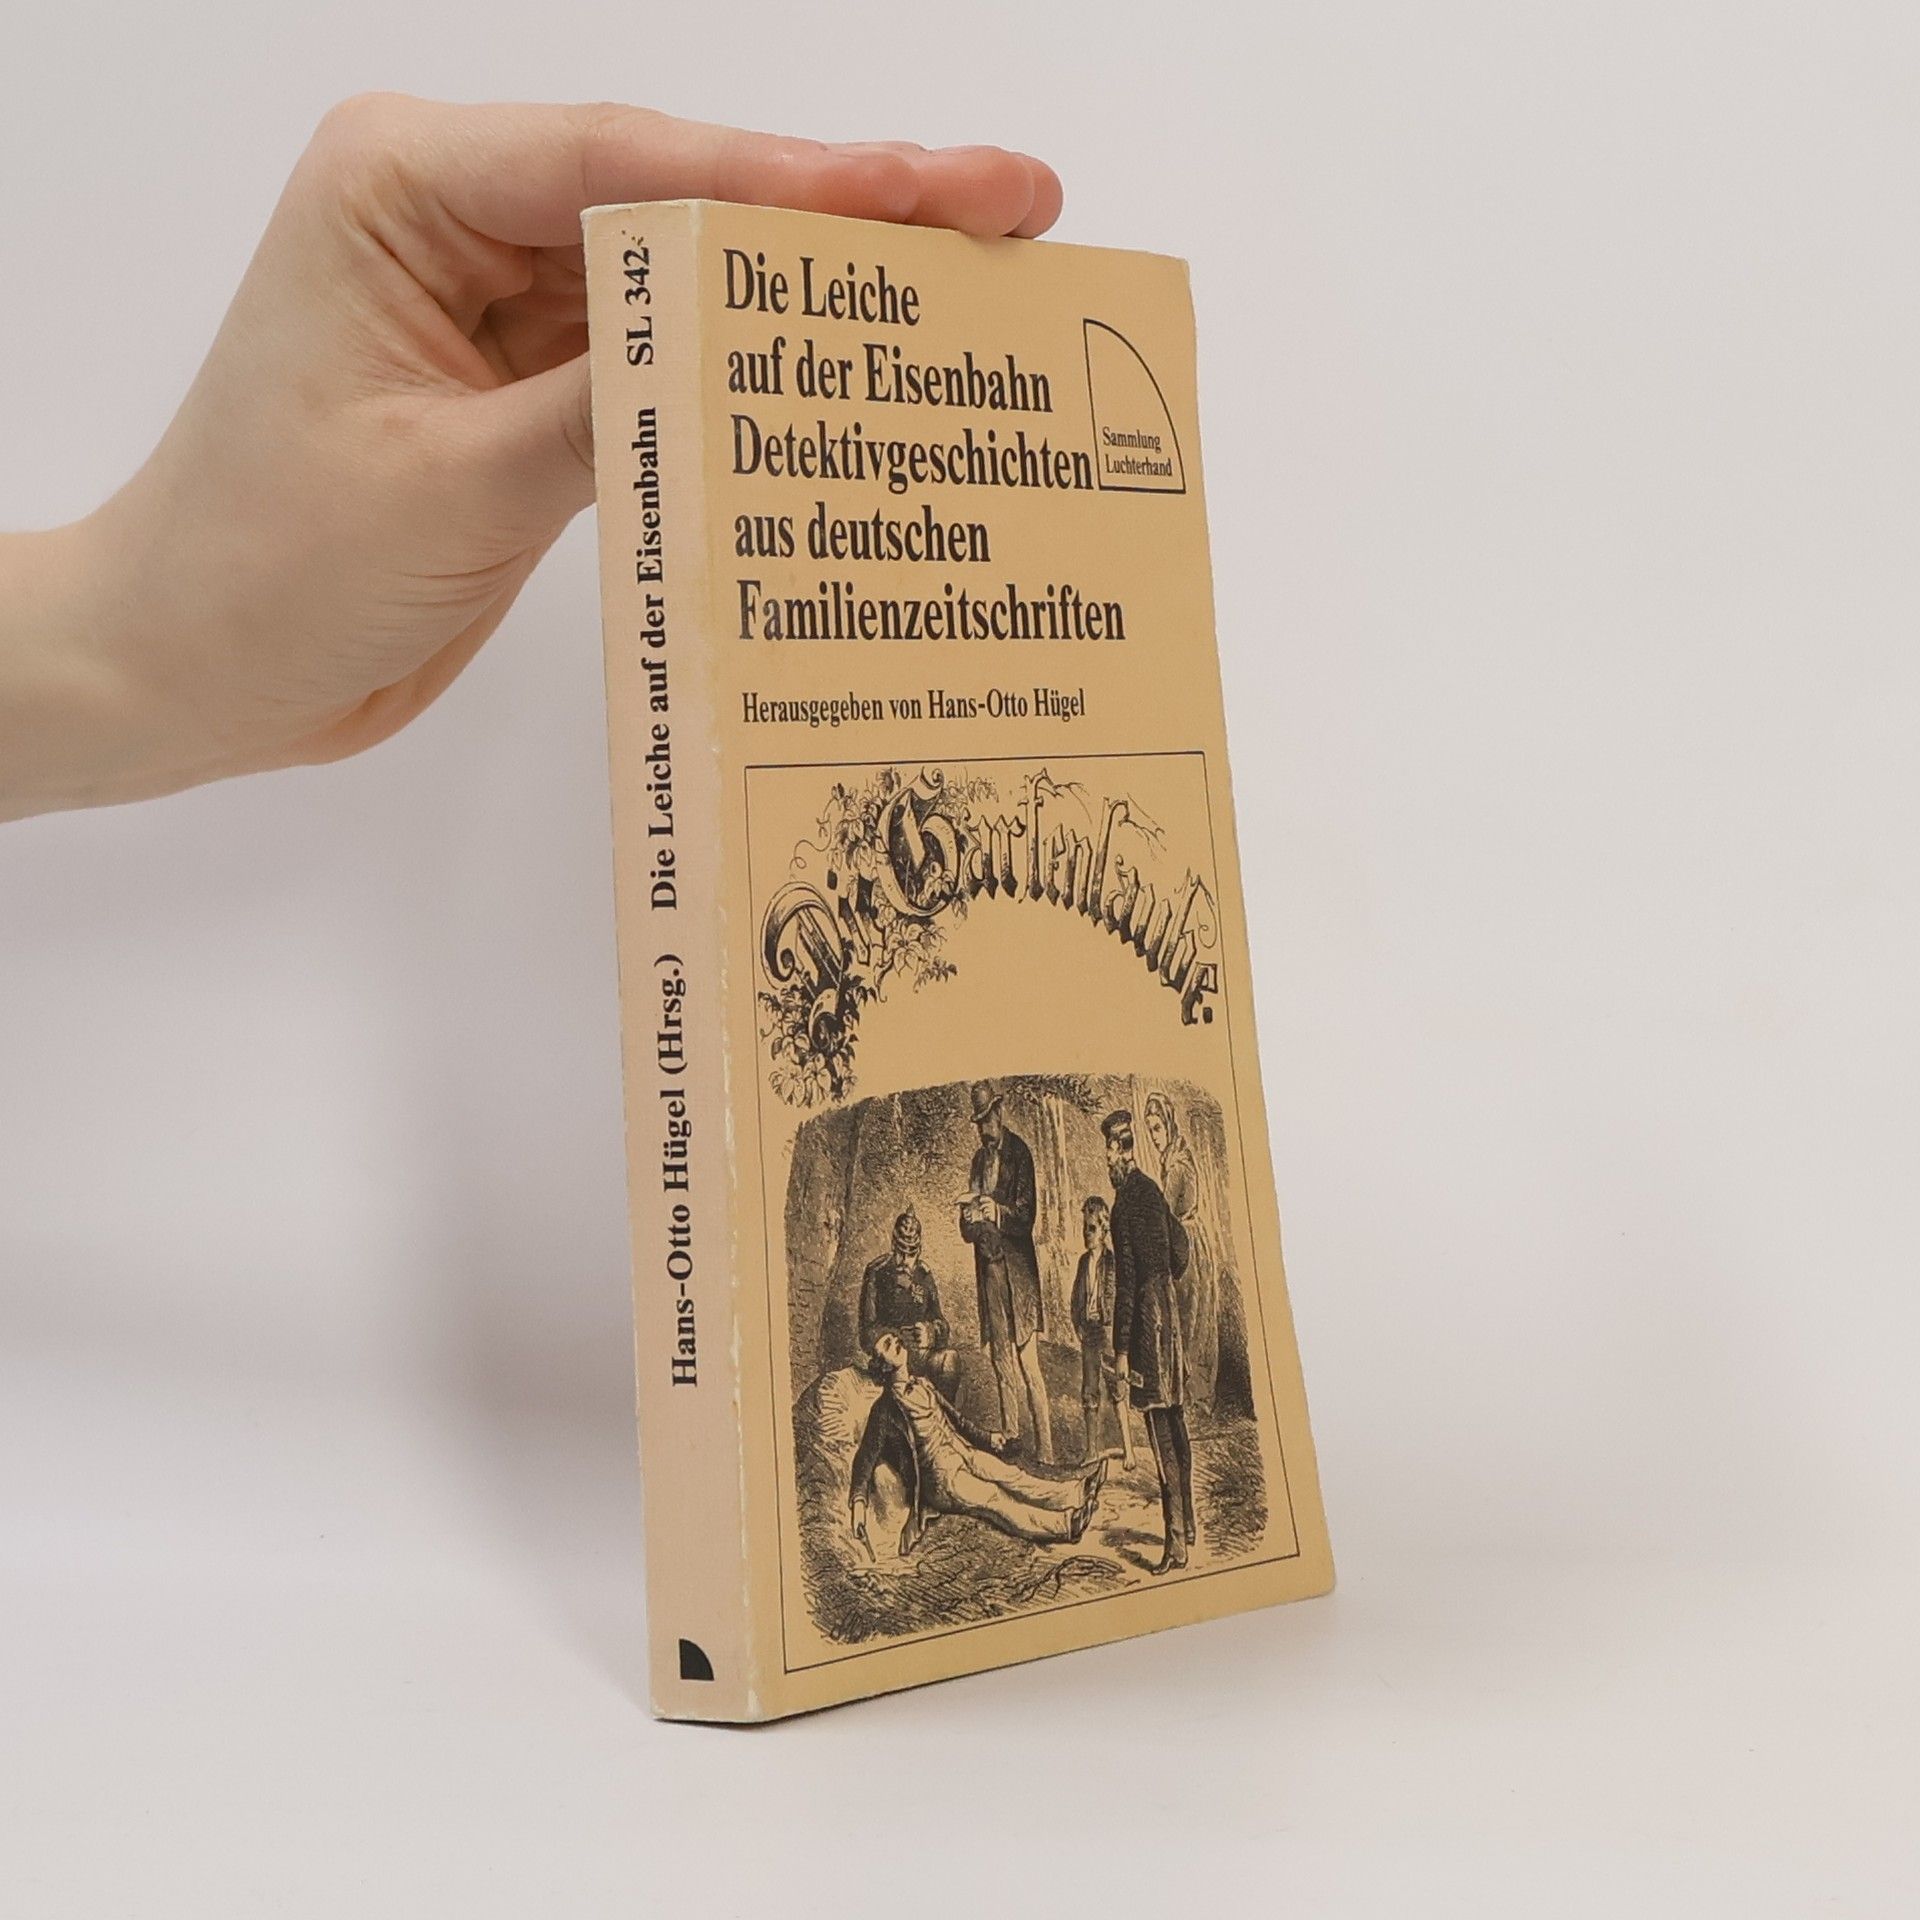 Hans-Otto Hügel (Hrsg.) Die Leiche auf der Eisenbahn SL 342
Die Leiche
auf der Eisenbahn
Detektivgeschichten
aus deutschen
Familienzeitschriften
Sammlung
Luchterhand
Herausgegeben von Hans-Otto Hügel
Die Gartenlaube.